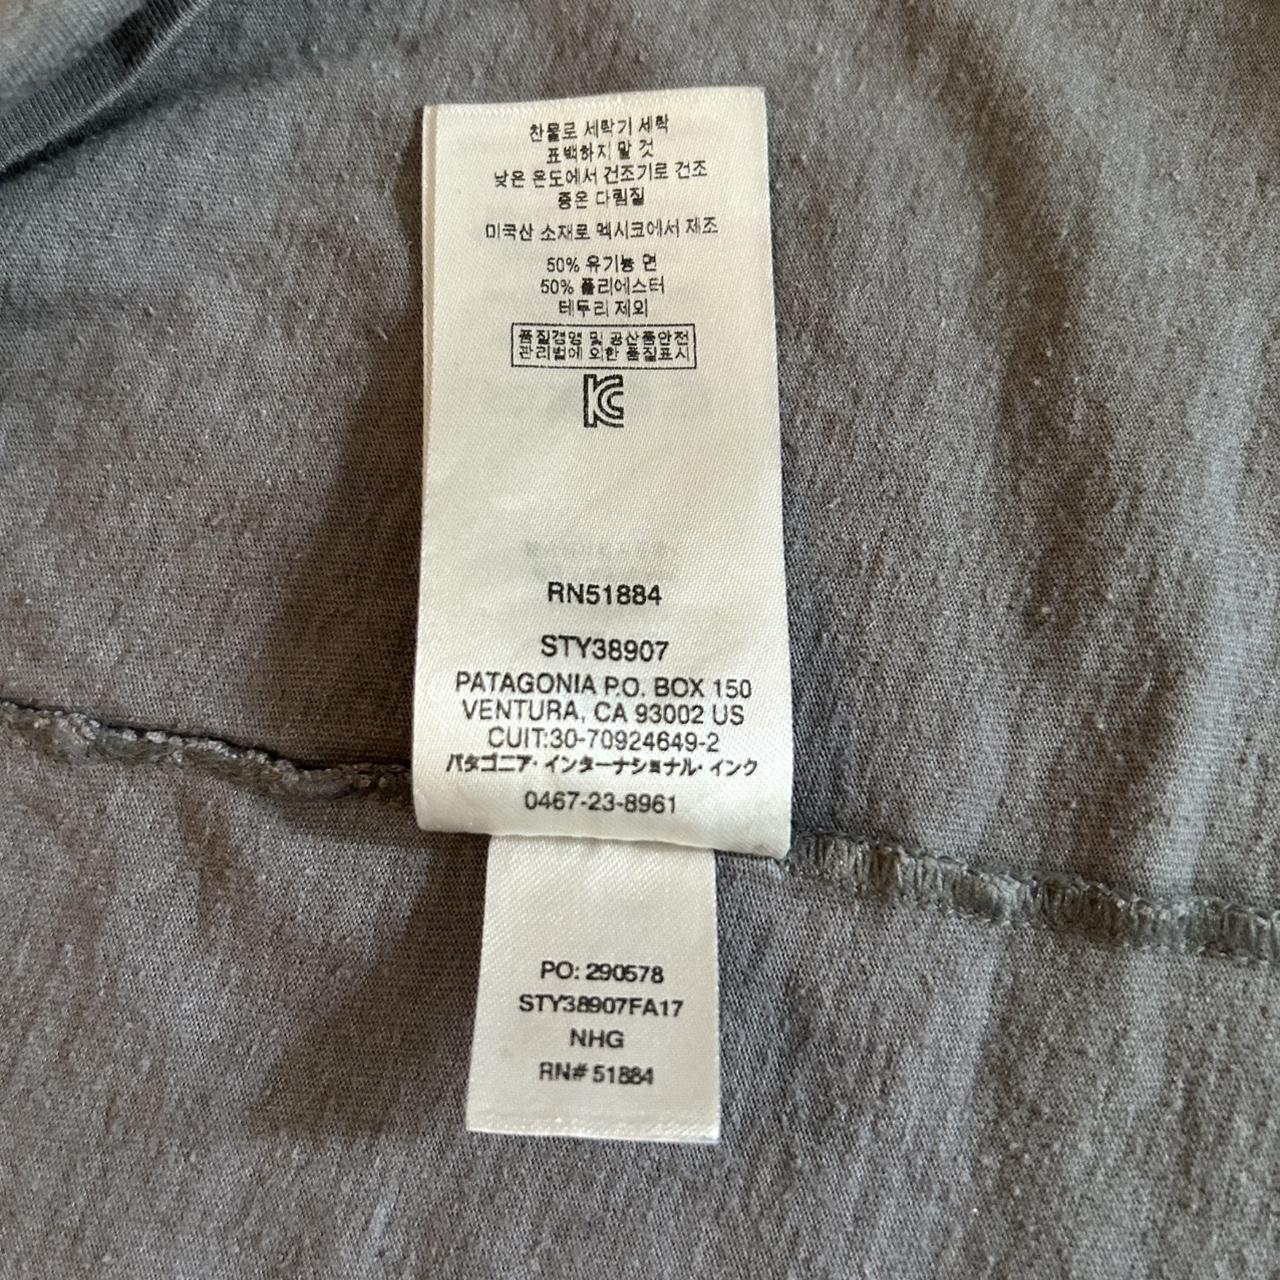 찬물로 세탁기 세탁
표백하지 말 것
낮은 온도에서 건조기로 건조
중온 다림질
미국산 소재로 멕시코에서 제조
50% 유기농 면
50% 폴리에스터
테두리 제외
품질경영 및 공산품안전
관리법에 의한 품질표시
KC
RN51884
STY38907
PATAGONIA P.O. BOX 150
VENTURA, CA 93002 US
CUIT:30-70924649-2
パタゴニア・インターナショナル・インク
0467-23-8961
PO: 290578
STY38907FA17
NHG
RN# 51884